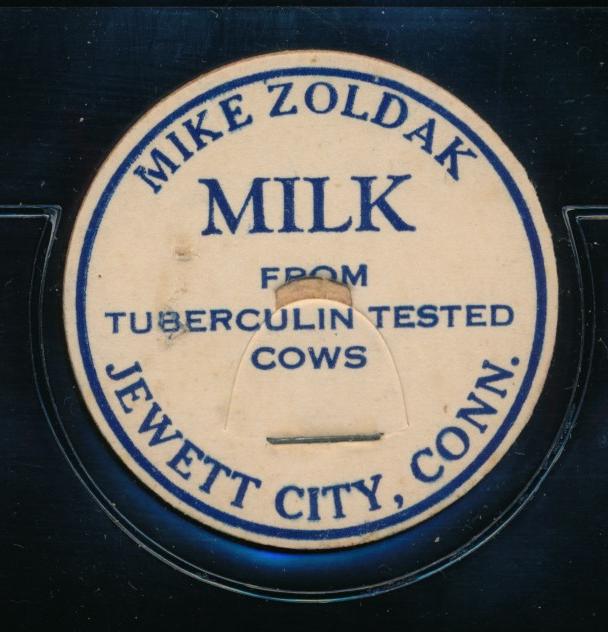 MIKE ZOLDAK
MILK
FROM
TUBERCULIN TESTED
COWS
JEWETT CITY, CONN.